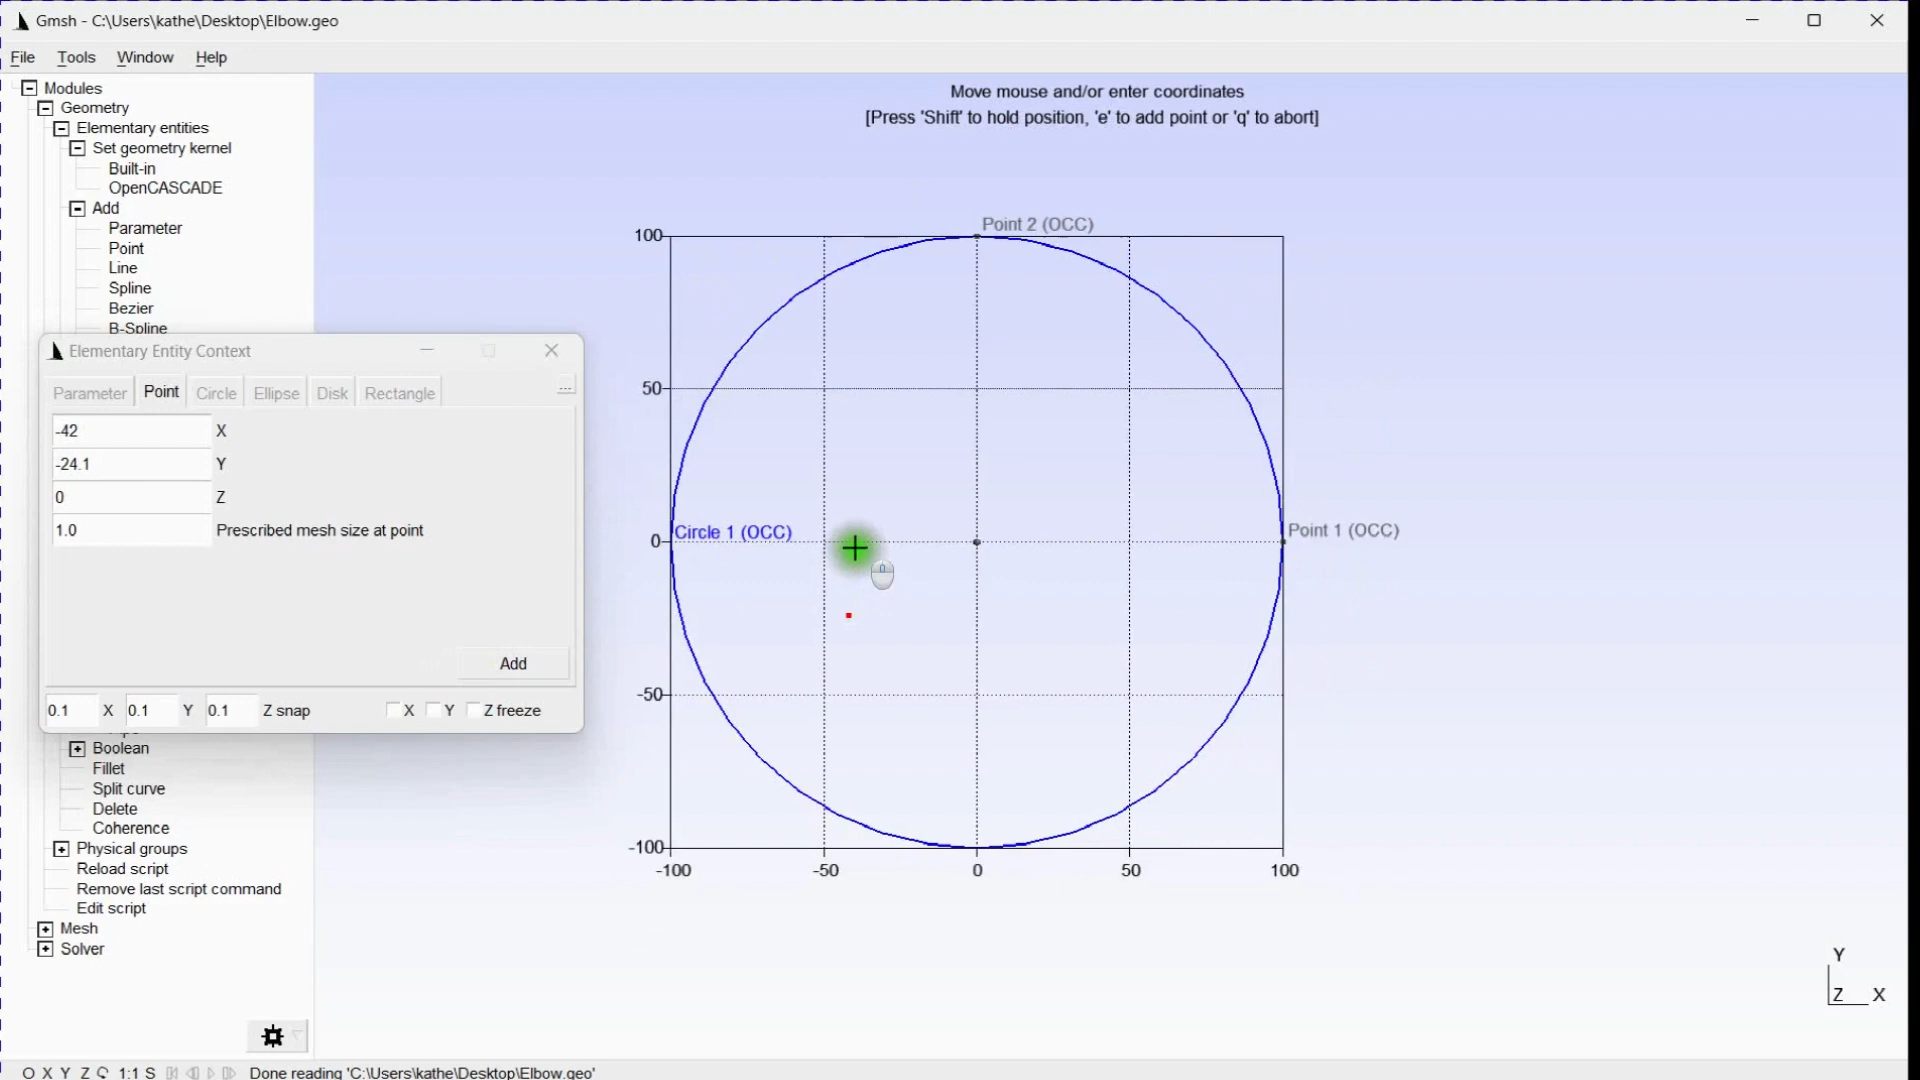 Gmsh - C:\Users\kathe\Desktop\Elbow.geo
File Tools Window Help
Modules
Geometry
Elementary entities
Set geometry kernel
Built-in
OpenCASCADE
Add
Parameter
Point
Line
Spline
Bezier
B-Spline
Elementary Entity Context
Parameter Point Circle Ellipse Disk Rectangle ...
-42 X
-24.1 Y
0 Z
1.0 Prescribed mesh size at point
Add
0.1 X 0.1 Y 0.1 Z snap X Y Z freeze
Boolean
Fillet
Split curve
Delete
Coherence
Physical groups
Reload script
Remove last script command
Edit script
Mesh
Solver
Move mouse and/or enter coordinates
[Press 'Shift' to hold position, 'e' to add point or 'q' to abort]
Point 2 (OCC)
100
50
Circle 1 (OCC)
Point 1 (OCC)
0
-50
-100
-100 -50 0 50 100
Y
Z X
O X Y Z 1:1 S Done reading 'C:\Users\kathe\Desktop\Elbow.geo'